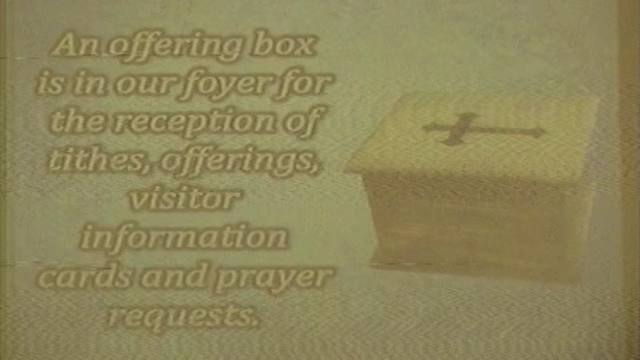 An offering box
is in our foyer for
the reception of
tithes, offerings,
visitor
information
cards and prayer
requests.